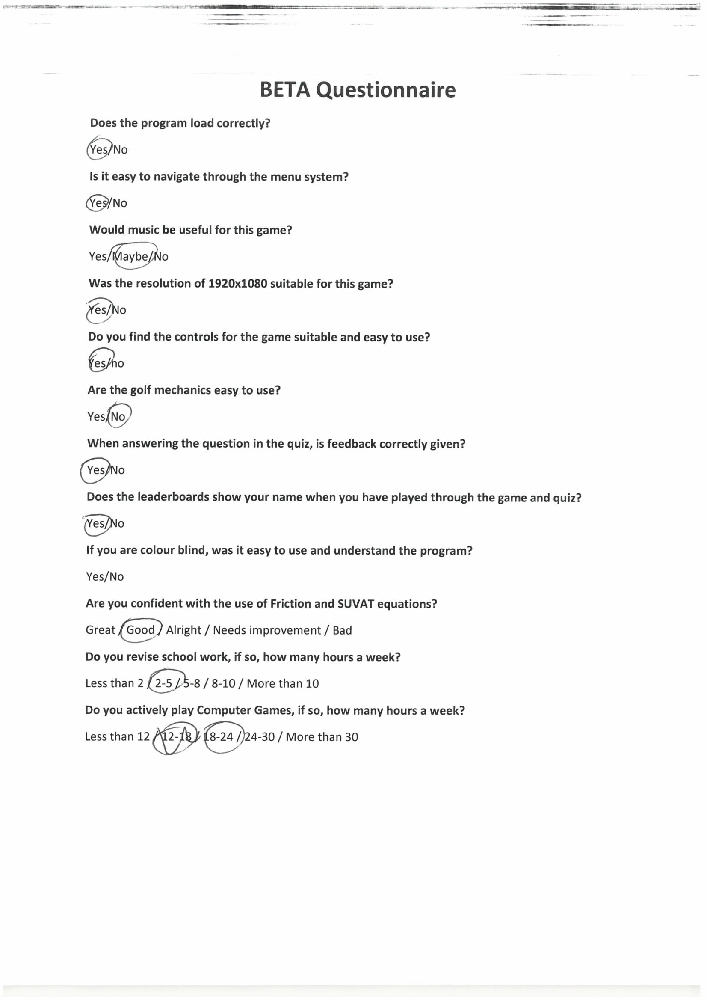 BETA Questionnaire
Does the program load correctly?
Yes/No
Is it easy to navigate through the menu system?
Yes/No
Would music be useful for this game?
Yes/Maybe/No
Was the resolution of 1920x1080 suitable for this game?
Yes/No
Do you find the controls for the game suitable and easy to use?
Yes/no
Are the golf mechanics easy to use?
Yes/No
When answering the question in the quiz, is feedback correctly given?
Yes/No
Does the leaderboards show your name when you have played through the game and quiz?
Yes/No
If you are colour blind, was it easy to use and understand the program?
Yes/No
Are you confident with the use of Friction and SUVAT equations?
Great / Good / Alright / Needs improvement / Bad
Do you revise school work, if so, how many hours a week?
Less than 2 / 2-5 / 5-8 / 8-10 / More than 10
Do you actively play Computer Games, if so, how many hours a week?
Less than 12 / 12-18 / 18-24 / 24-30 / More than 30